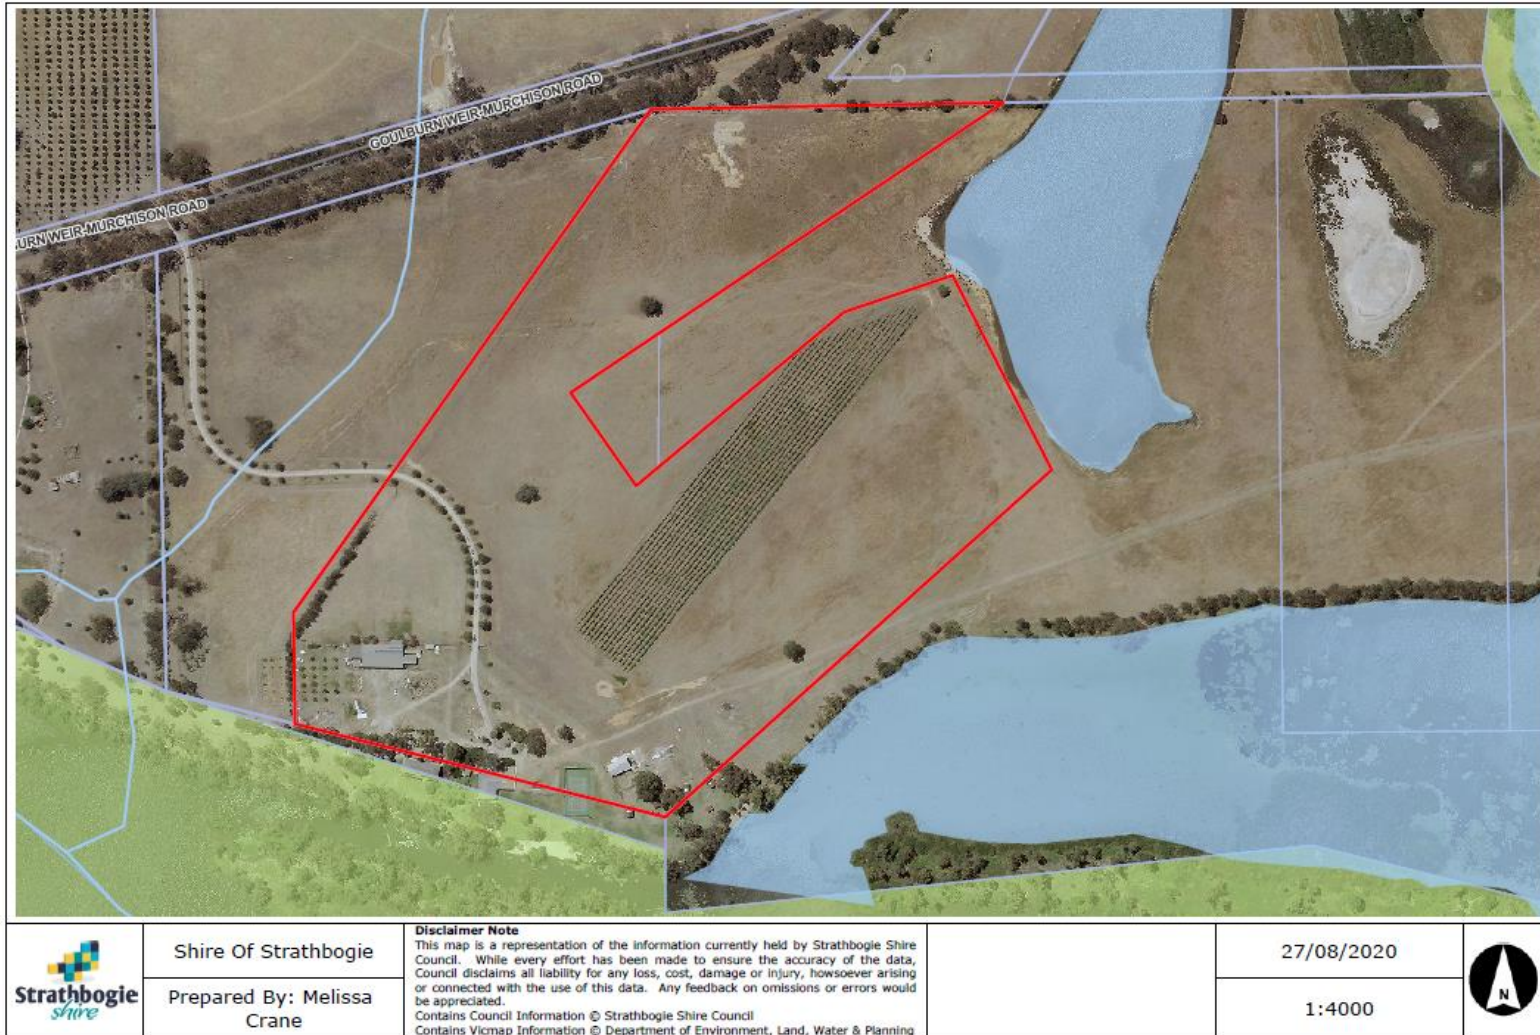 GOULBURN WEIR-MURCHISON ROAD
URN WEIR-MURCHISON ROAD
Strathbogie
shire
Shire Of Strathbogie
Prepared By: Melissa
Crane
Disclaimer Note
This map is a representation of the information currently held by Strathbogie Shire
Council. While every effort has been made to ensure the accuracy of the data,
Council disclaims all liability for any loss, cost, damage or injury, howsoever arising
or connected with the use of this data. Any feedback on omissions or errors would
be appreciated.
Contains Council Information © Strathbogie Shire Council
Contains Vicmap Information © Department of Environment, Land, Water & Planning
27/08/2020
1:4000
N